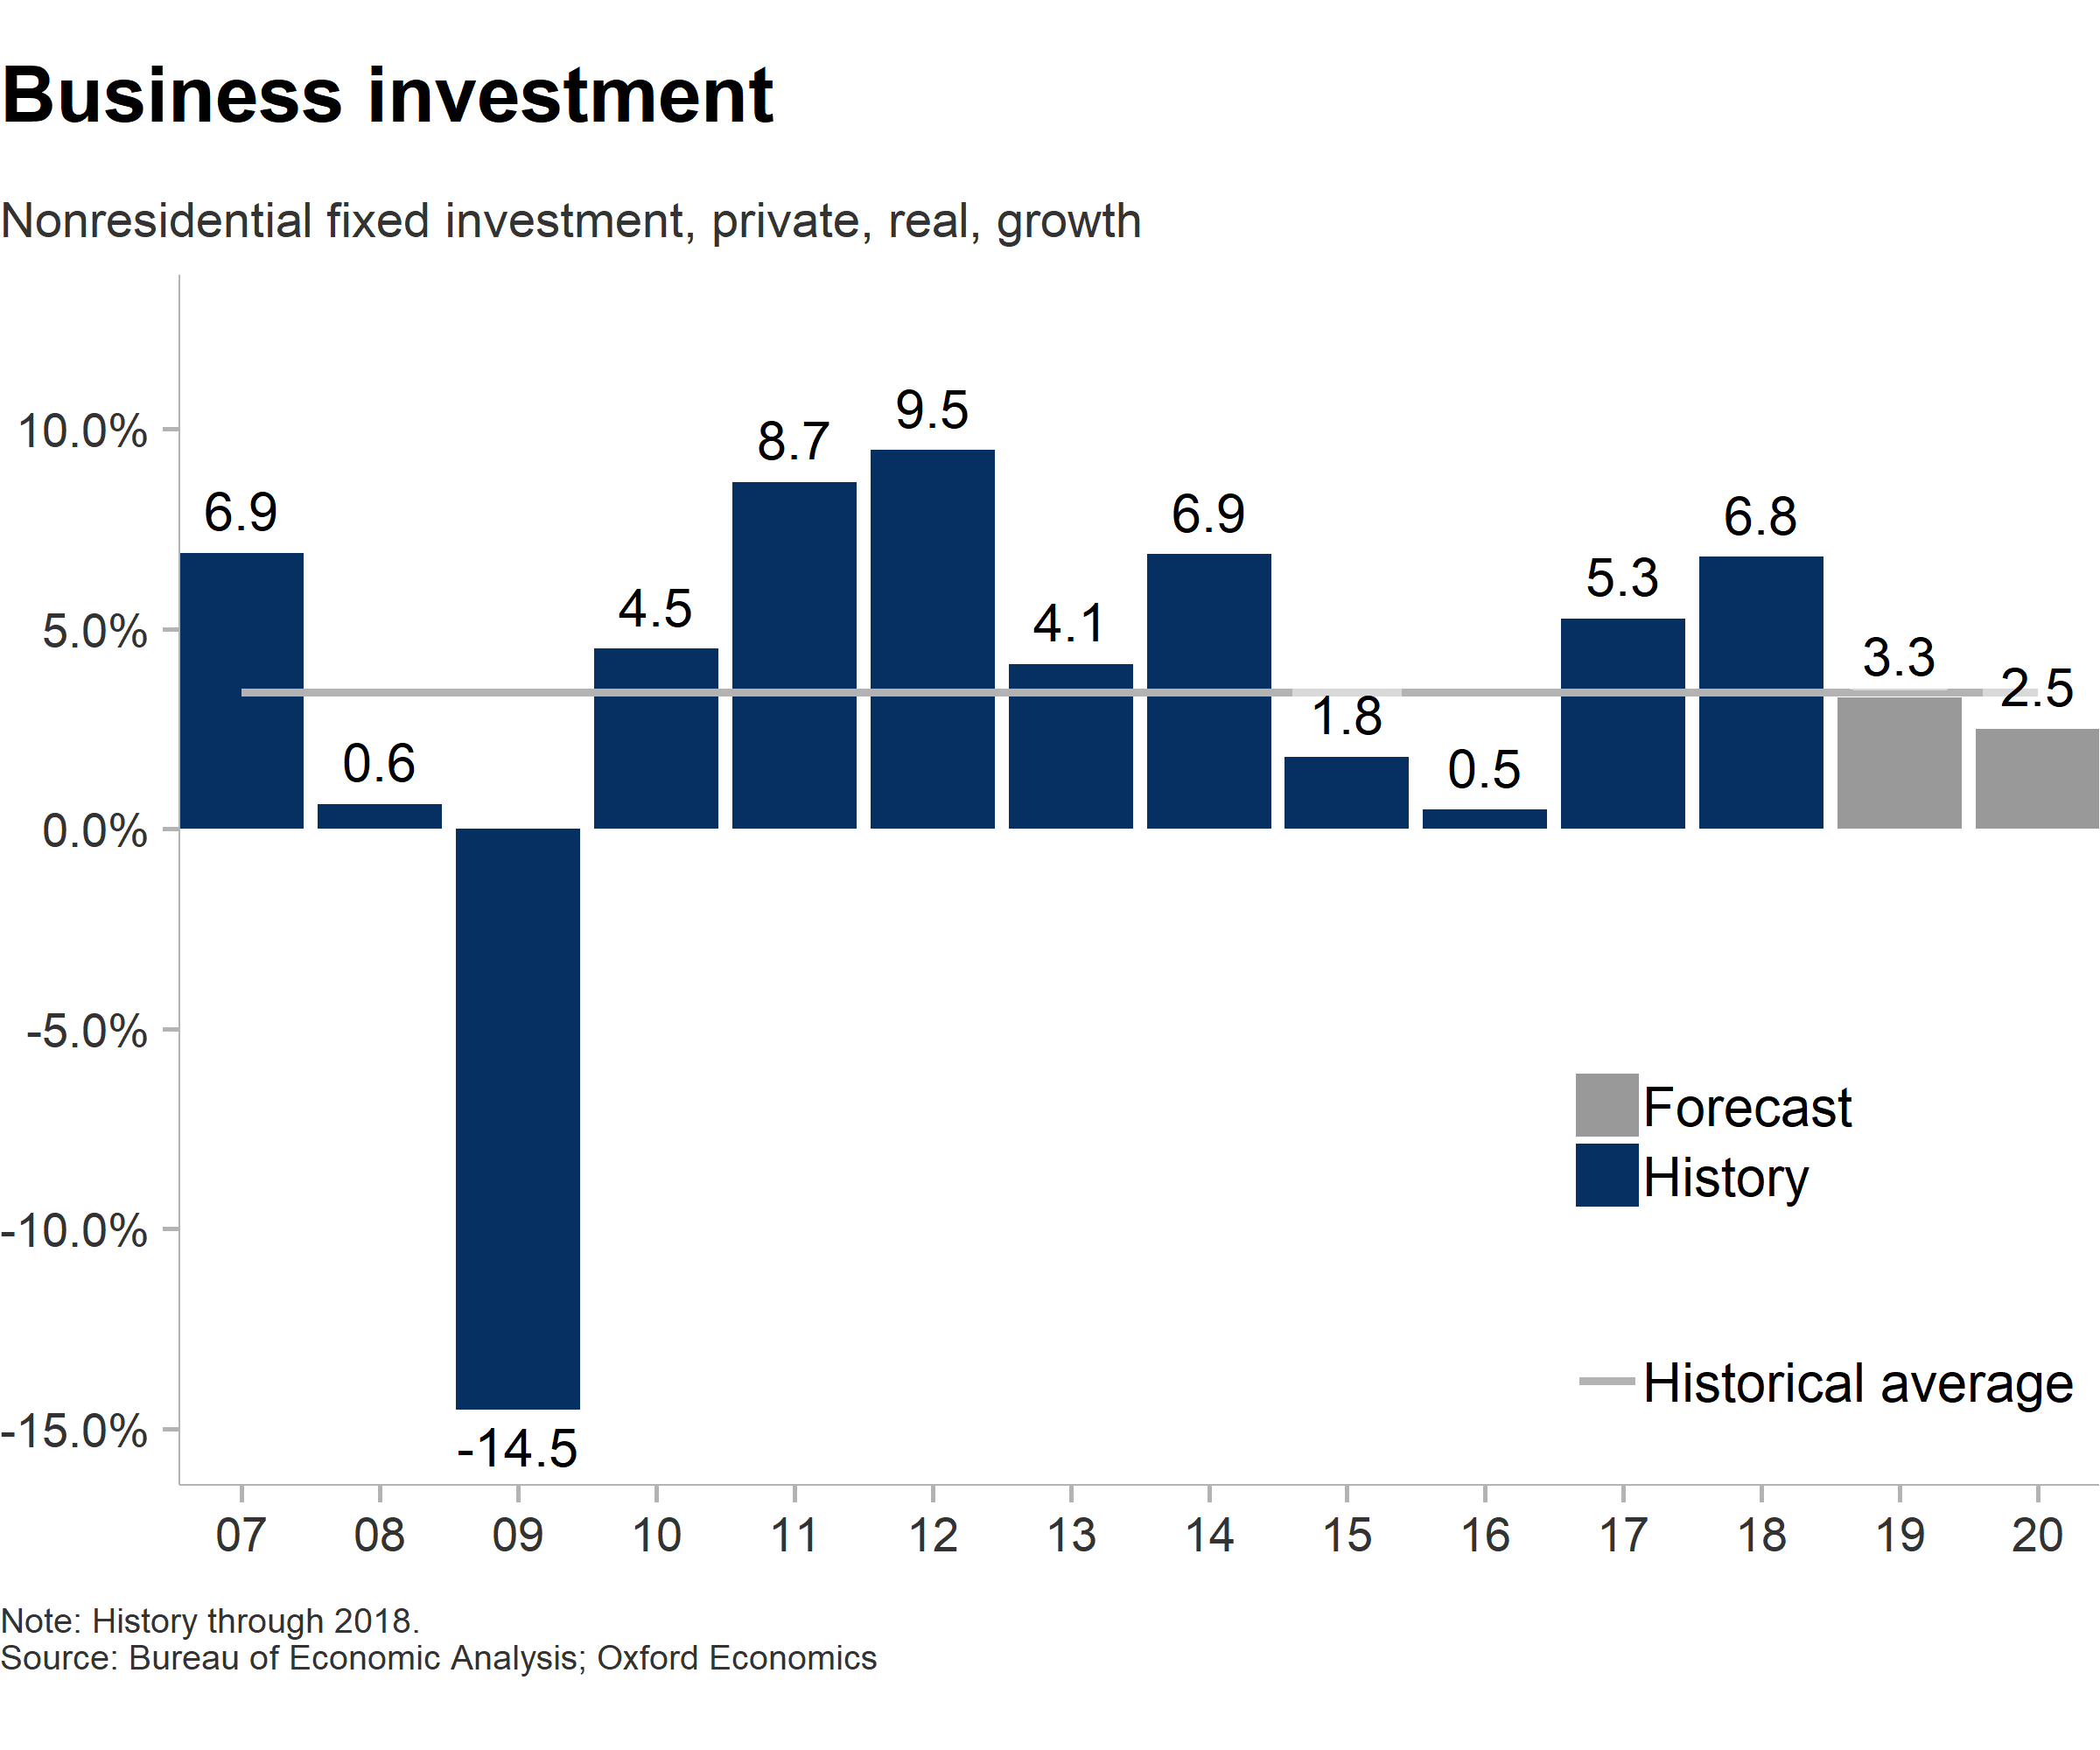 Business investment
Nonresidential fixed investment, private, real, growth
10.0%
5.0%
0.0%
-5.0%
-10.0%
-15.0%
6.9
0.6
-14.5
4.5
8.7
9.5
4.1
6.9
1.8
0.5
5.3
6.8
3.3
2.5
Forecast
History
Historical average
07 08 09 10 11 12 13 14 15 16 17 18 19 20
Note: History through 2018.
Source: Bureau of Economic Analysis; Oxford Economics